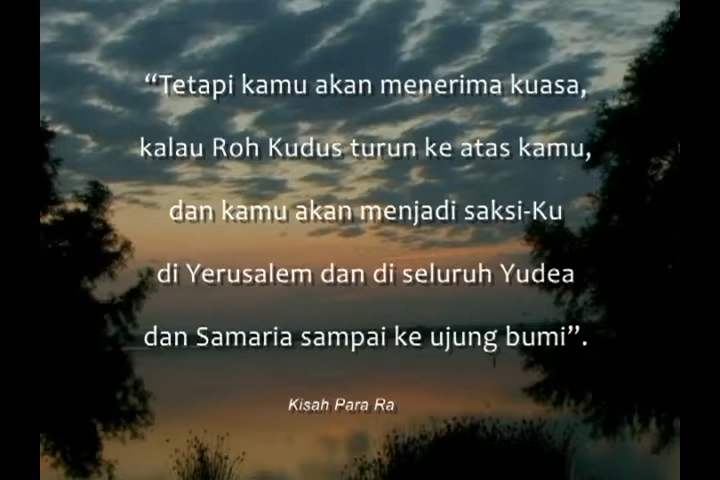 “Tetapi kamu akan menerima kuasa,
kalau Roh Kudus turun ke atas kamu,
dan kamu akan menjadi saksi-Ku
di Yerusalem dan di seluruh Yudea
dan Samaria sampai ke ujung bumi”.
Kisah Para Ra